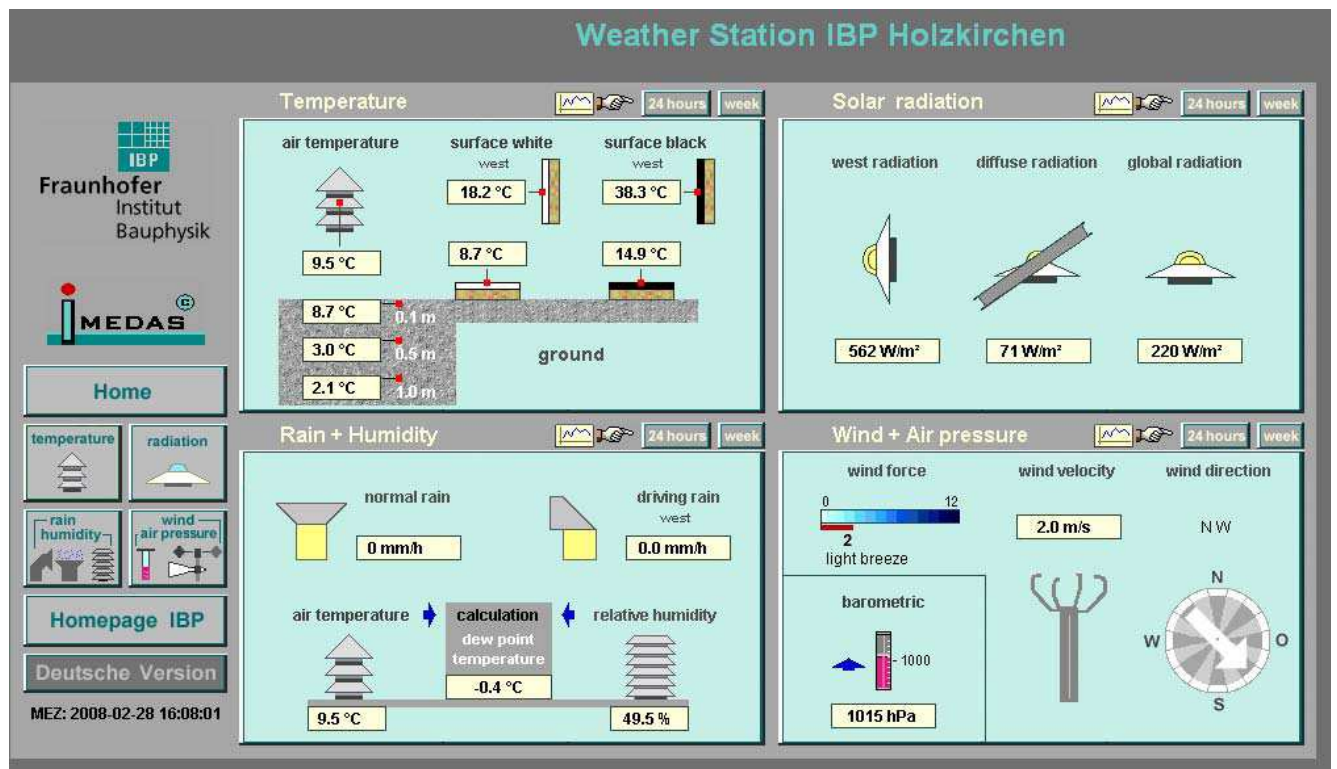 Weather Station IBP Holzkirchen
IBP
Fraunhofer
Institut
Bauphysik
©
iMEDAS
Home
temperature
radiation
rain
humidity
wind
air pressure
Homepage IBP
Deutsche Version
MEZ: 2008-02-28 16:08:01
Temperature
24 hours
week
air temperature
surface white
surface black
west
west
18.2 °C
38.3 °C
9.5 °C
8.7 °C
14.9 °C
8.7 °C
0.1 m
3.0 °C
0.5 m
ground
2.1 °C
1.0 m
Solar radiation
24 hours
week
west radiation
diffuse radiation
global radiation
562 W/m²
71 W/m²
220 W/m²
Rain + Humidity
24 hours
week
normal rain
driving rain
west
0 mm/h
0.0 mm/h
air temperature
calculation
relative humidity
dew point
temperature
-0.4 °C
9.5 °C
49.5 %
Wind + Air pressure
24 hours
week
wind force
wind velocity
wind direction
0
12
2
light breeze
2.0 m/s
NW
barometric
1000
1015 hPa
N
W
O
S